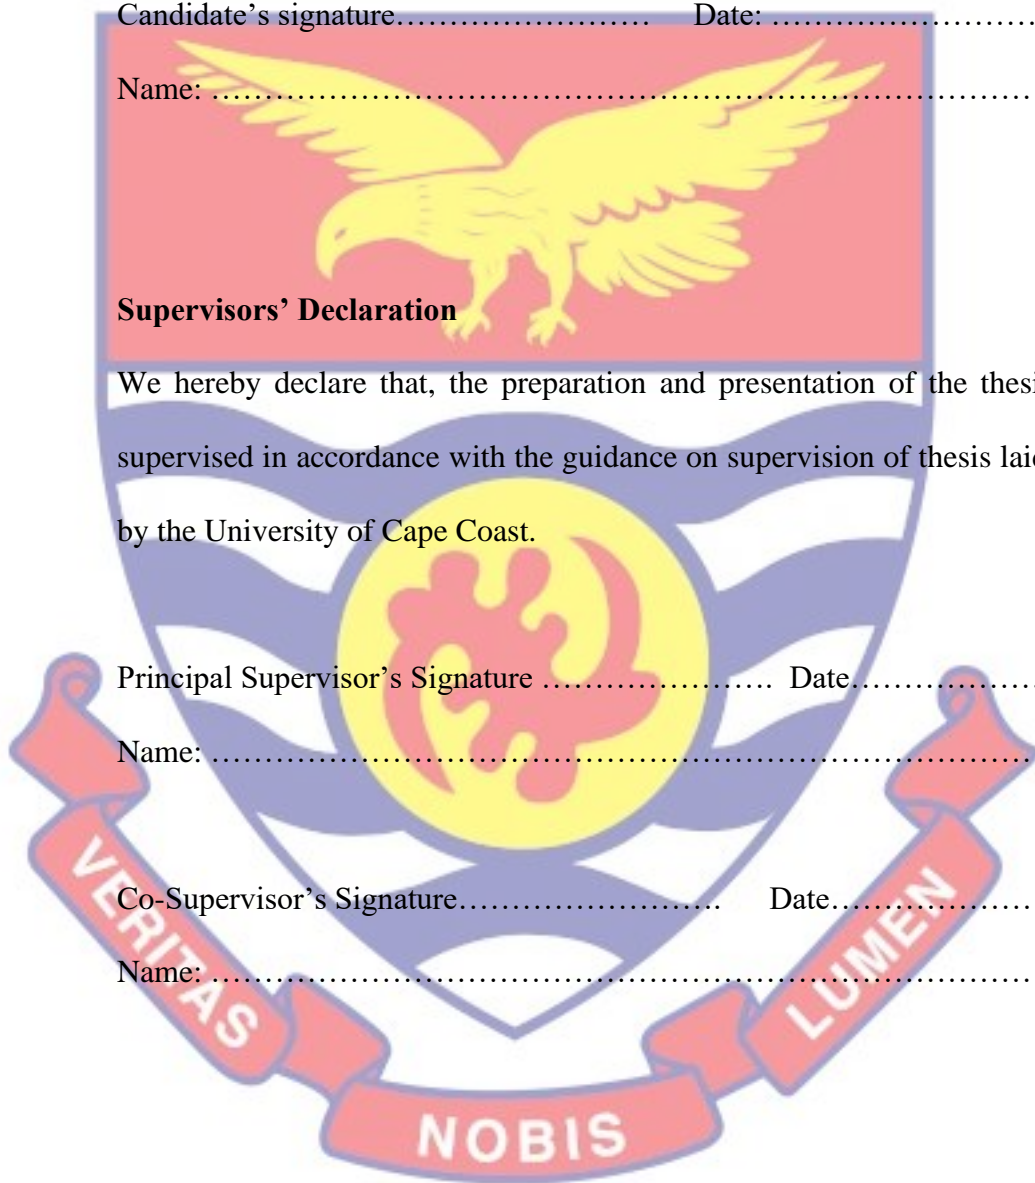 Candidate’s signature…………………… Date: ………………………
Name: ……………………………………………………………………
Supervisors’ Declaration
We hereby declare that, the preparation and presentation of the thesi
supervised in accordance with the guidance on supervision of thesis lai
by the University of Cape Coast.
Principal Supervisor’s Signature …………………. Date………………
Name: ……………………………………………………………………
Co-Supervisor’s Signature……………………. Date………………
Name: ……………………………………………………………………
VERITAS
NOBIS
LUMEN